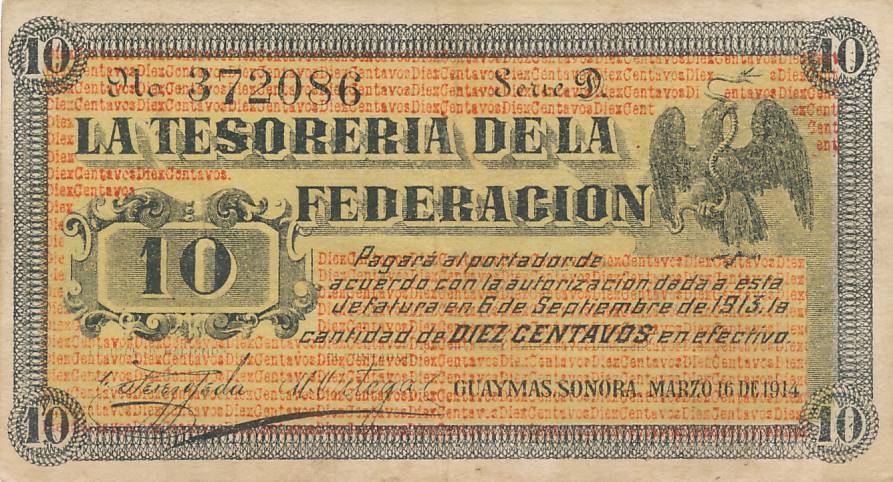 10 10
No 372086 Serie D.
LA TESORERIA DE LA
FEDERACION
10
Pagará al portador de
acuerdo con la autorización dada a esta
Jefatura en 6 de Septiembre de 1913, la
cantidad de DIEZ CENTAVOS, en efectivo.
GUAYMAS, SONORA, MARZO 16 DE 1914
10 10
DiezCentavosDiezCentavos.
DiezCentavos